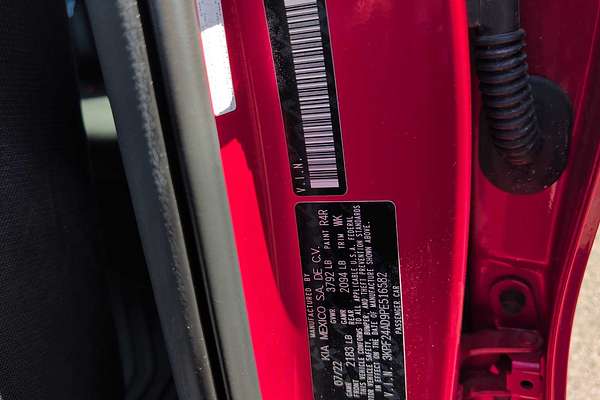 V.I.N.
MANUFACTURED BY
KIA MEXICO S.A. DE C.V.
07/22 GVWR 3792 LB PAINT R4R
GAWR FRONT 2183 LB GAWR REAR 2094 LB TRIM WK
THIS VEHICLE CONFORMS TO ALL APPLICABLE U.S.A. FEDERAL
MOTOR VEHICLE SAFETY, BUMPER, AND THEFT PREVENTION STANDARDS
IN EFFECT ON THE DATE OF MANUFACTURE SHOWN ABOVE.
V.I.N. 3KPF24AD9PE516582
PASSENGER CAR